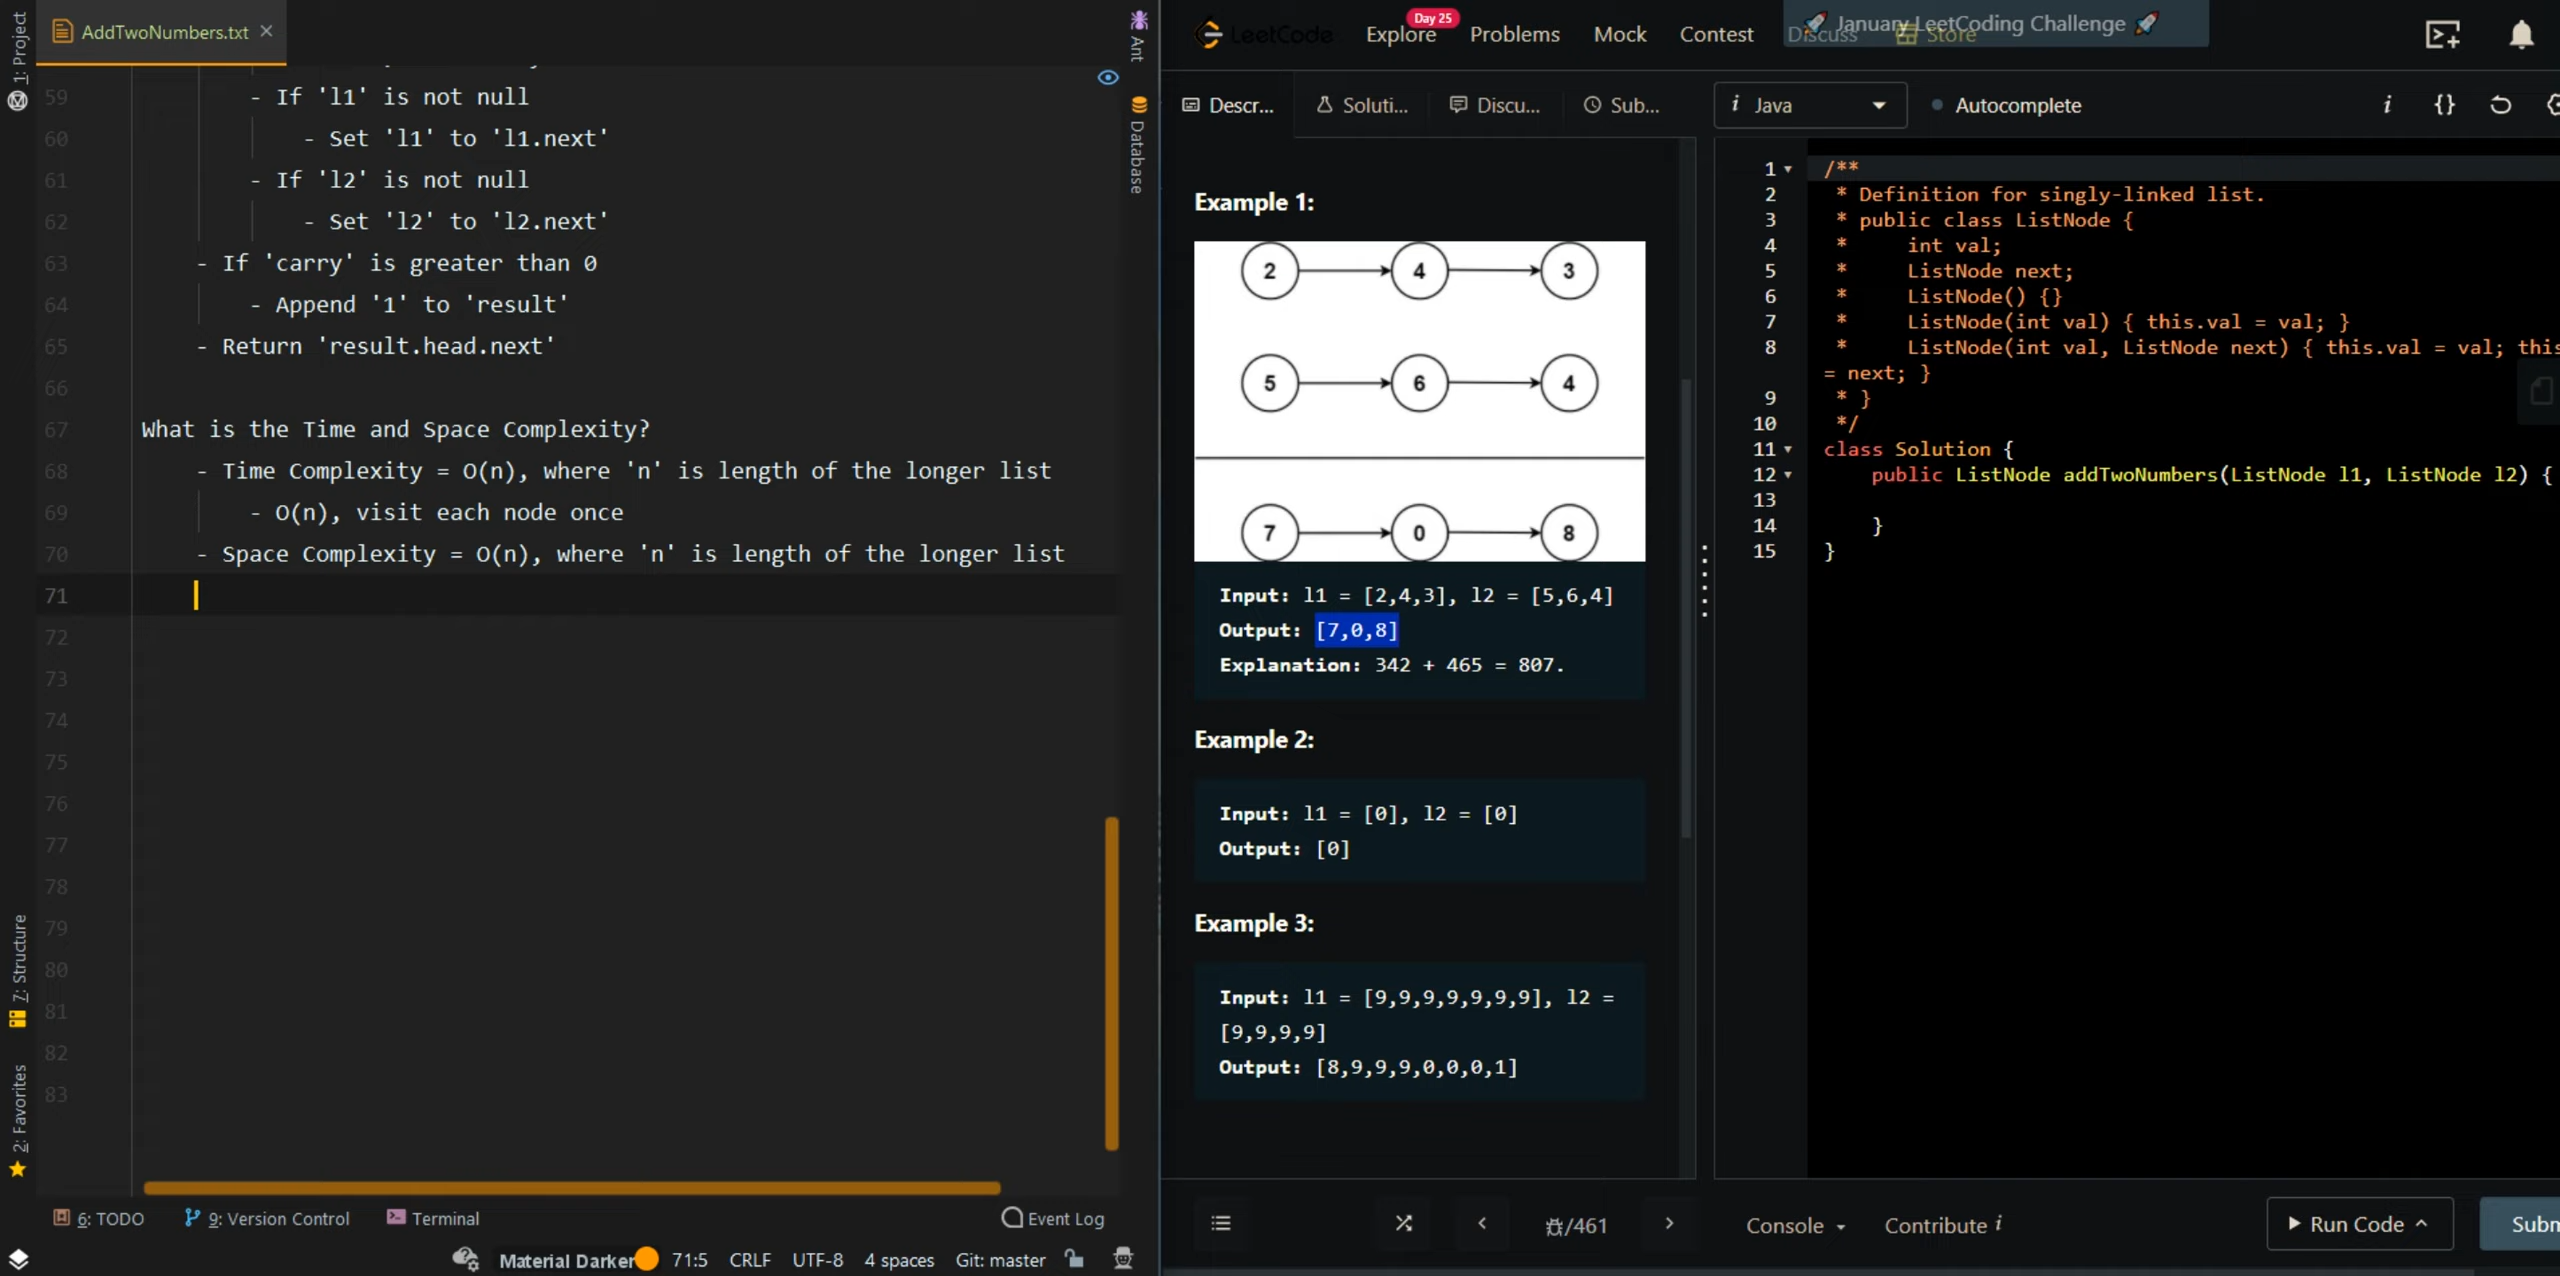 1: Project
AddTwoNumbers.txt
59 - If 'l1' is not null
60 - Set 'l1' to 'l1.next'
61 - If 'l2' is not null
62 - Set 'l2' to 'l2.next'
63 - If 'carry' is greater than 0
64 - Append '1' to 'result'
65 - Return 'result.head.next'
66
67 What is the Time and Space Complexity?
68 - Time Complexity = O(n), where 'n' is length of the longer list
69 - O(n), visit each node once
70 - Space Complexity = O(n), where 'n' is length of the longer list
71
72
73
74
75
76
77
78
79
80
81
82
83
7: Structure
2: Favorites
Ant
Database
6: TODO 9: Version Control Terminal Event Log
Material Darker 71:5 CRLF UTF-8 4 spaces Git: master
LeetCode Explore Day 25 Problems Mock Contest Discuss Store
🚀 January LeetCoding Challenge 🚀
Descr... Soluti... Discu... Sub...
Example 1:
2 4 3
5 6 4
7 0 8
Input: l1 = [2,4,3], l2 = [5,6,4]
Output: [7,0,8]
Explanation: 342 + 465 = 807.
Example 2:
Input: l1 = [0], l2 = [0]
Output: [0]
Example 3:
Input: l1 = [9,9,9,9,9,9,9], l2 =
[9,9,9,9]
Output: [8,9,9,9,0,0,0,1]
i Java Autocomplete i {}
1 /**
2 * Definition for singly-linked list.
3 * public class ListNode {
4 * int val;
5 * ListNode next;
6 * ListNode() {}
7 * ListNode(int val) { this.val = val; }
8 * ListNode(int val, ListNode next) { this.val = val; this
= next; }
9 * }
10 */
11 class Solution {
12 public ListNode addTwoNumbers(ListNode l1, ListNode l2) {
13
14 }
15 }
/461
Console Contribute i
Run Code
Subm